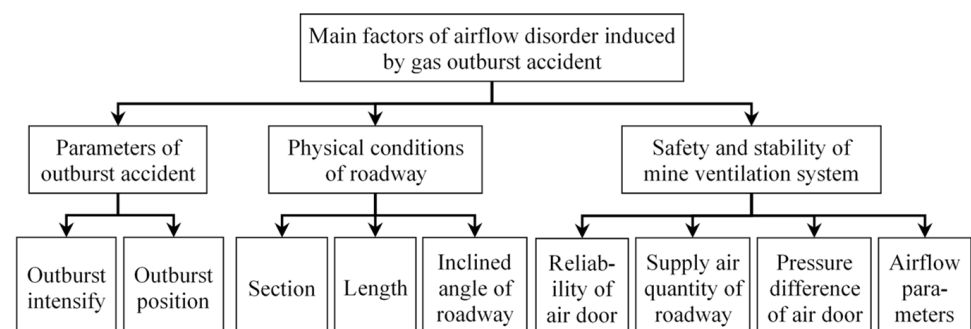 Main factors of airflow disorder induced
by gas outburst accident
Parameters of
outburst accident
Physical conditions
of roadway
Safety and stability of
mine ventilation system
Outburst
intensify
Outburst
position
Section
Length
Inclined
angle of
roadway
Reliab-
ility of
air door
Supply air
quantity of
roadway
Pressure
difference
of air door
Airflow
para-
meters